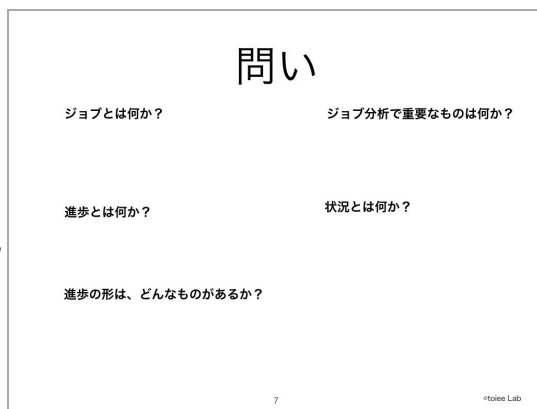 問い
ジョブとは何か？
ジョブ分析で重要なものは何か？
進歩とは何か？
状況とは何か？
進歩の形は、どんなものがあるか？
7
©toiee Lab